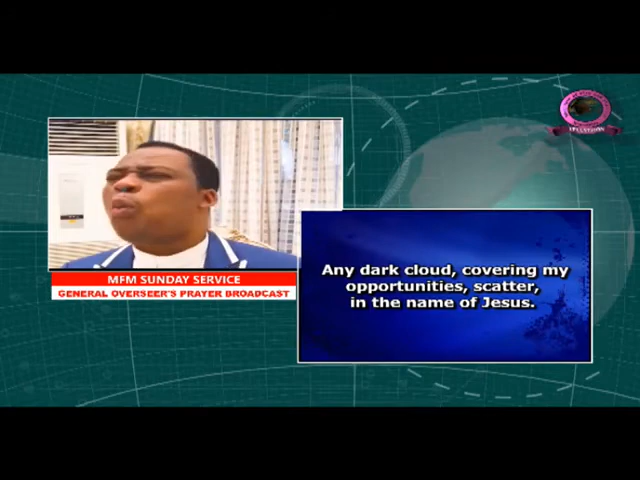 MFM SUNDAY SERVICE
GENERAL OVERSEER'S PRAYER BROADCAST
Any dark cloud, covering my
opportunities, scatter,
in the name of Jesus.